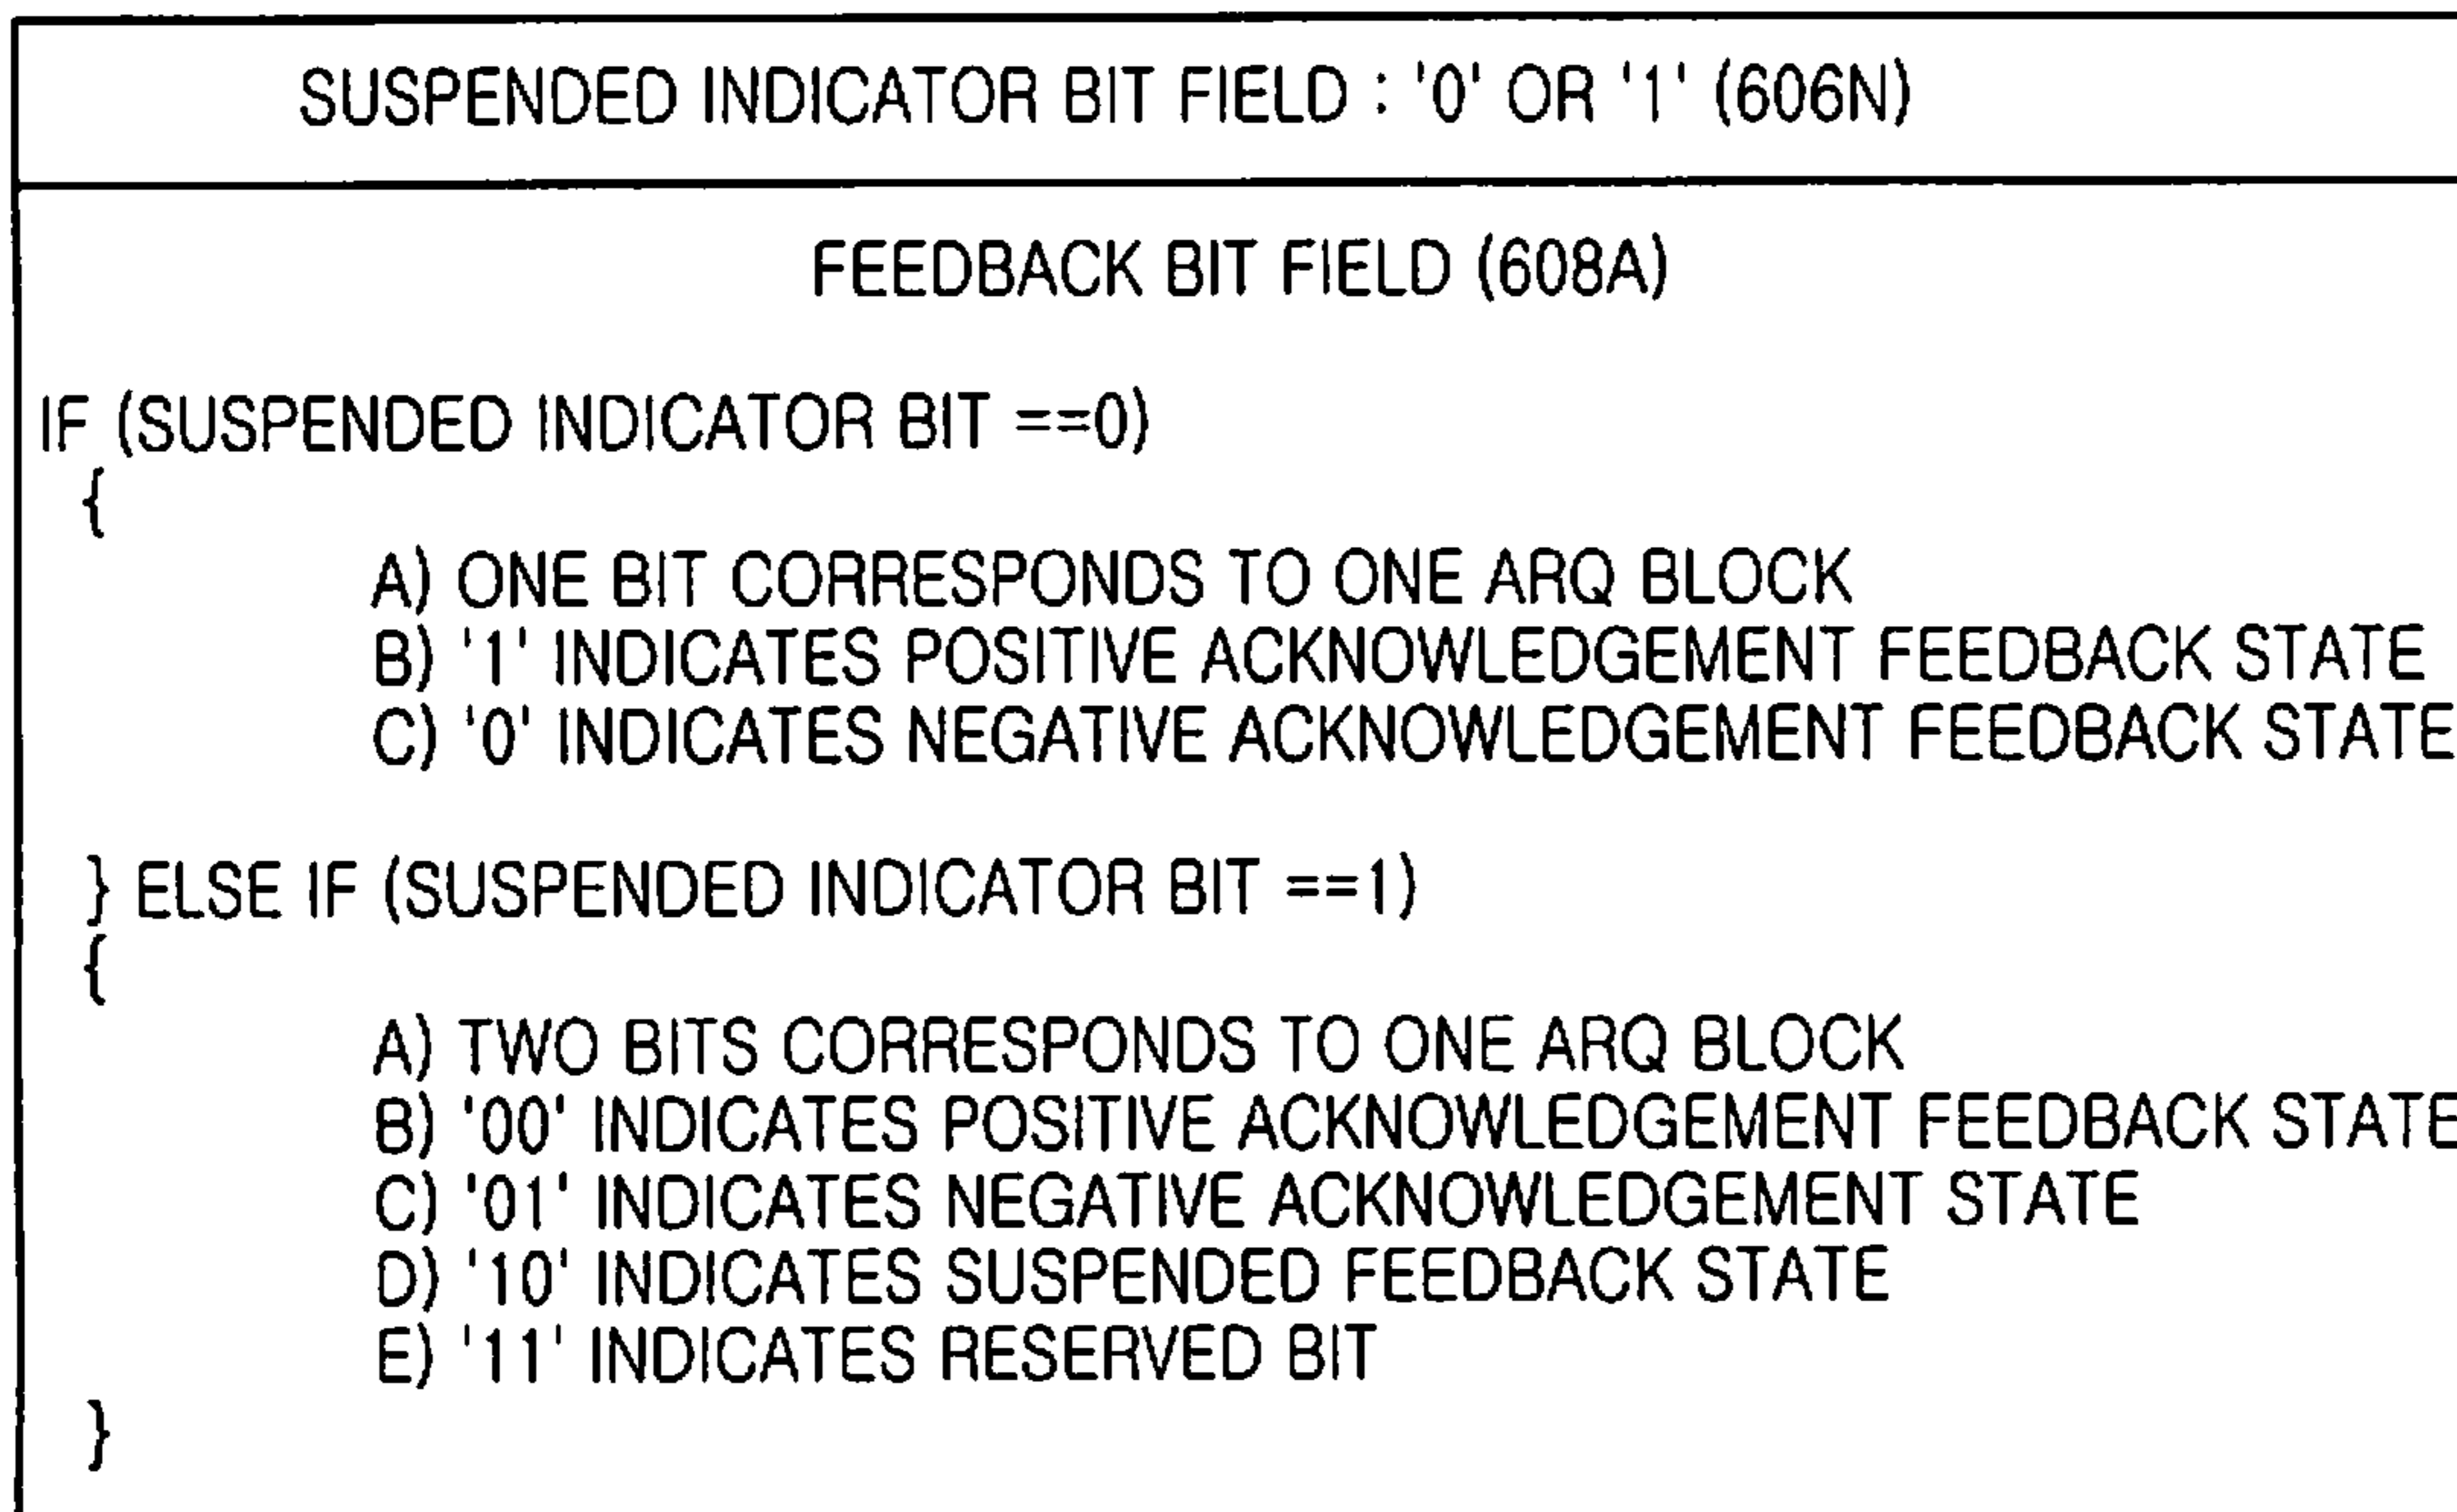 SUSPENDED INDICATOR BIT FIELD : '0' OR '1' (606N)
FEEDBACK BIT FIELD (608A)
IF (SUSPENDED INDICATOR BIT ==0)
{
A) ONE BIT CORRESPONDS TO ONE ARQ BLOCK
B) '1' INDICATES POSITIVE ACKNOWLEDGEMENT FEEDBACK STATE
C) '0' INDICATES NEGATIVE ACKNOWLEDGEMENT FEEDBACK STATE
} ELSE IF (SUSPENDED INDICATOR BIT ==1)
{
A) TWO BITS CORRESPONDS TO ONE ARQ BLOCK
B) '00' INDICATES POSITIVE ACKNOWLEDGEMENT FEEDBACK STATE
C) '01' INDICATES NEGATIVE ACKNOWLEDGEMENT STATE
D) '10' INDICATES SUSPENDED FEEDBACK STATE
E) '11' INDICATES RESERVED BIT
}